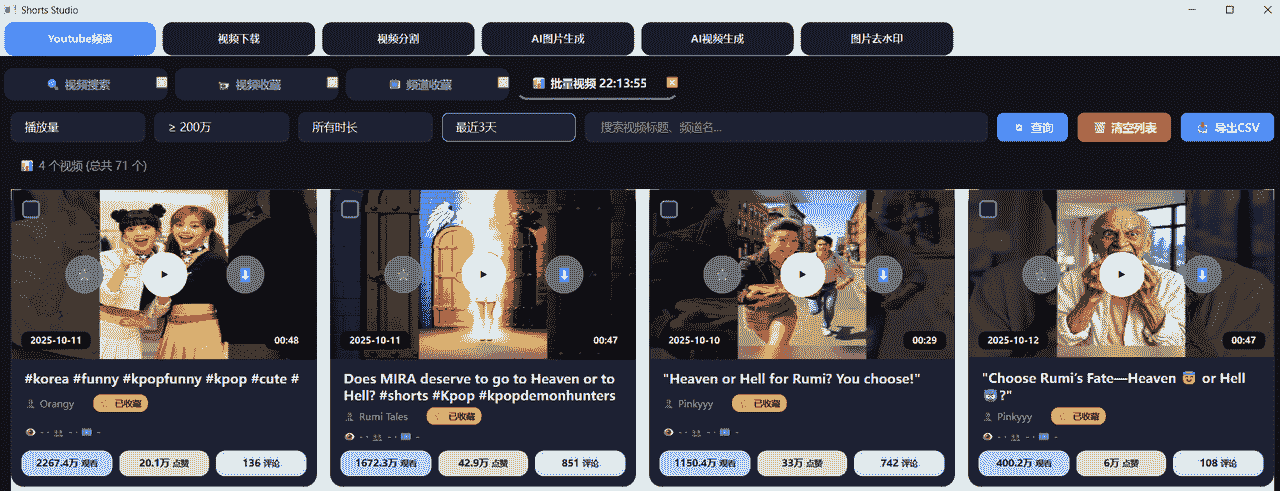 Shorts Studio
Youtube频道 视频下载 视频分割 AI图片生成 AI视频生成 图片去水印
视频搜索 视频收藏 频道收藏 批量视频 22:13:55
播放量 ≥ 200万 所有时长 最近3天 搜索视频标题、频道名... 查询 清空列表 导出CSV
4 个视频 (总共 71 个)
2025-10-11 00:48
#korea #funny #kpopfunny #kpop #cute #
Orangy 已收藏
2267.4万 观看 20.1万 点赞 136 评论
2025-10-11 00:47
Does MIRA deserve to go to Heaven or to
Hell? #shorts #Kpop #kpopdemonhunters
Rumi Tales 已收藏
1672.3万 观看 42.9万 点赞 851 评论
2025-10-10 00:29
"Heaven or Hell for Rumi? You choose!"
Pinkyyy 已收藏
1150.4万 观看 33万 点赞 742 评论
2025-10-12 00:47
"Choose Rumi’s Fate—Heaven 😇 or Hell
😈?"
Pinkyyy 已收藏
400.2万 观看 6万 点赞 108 评论